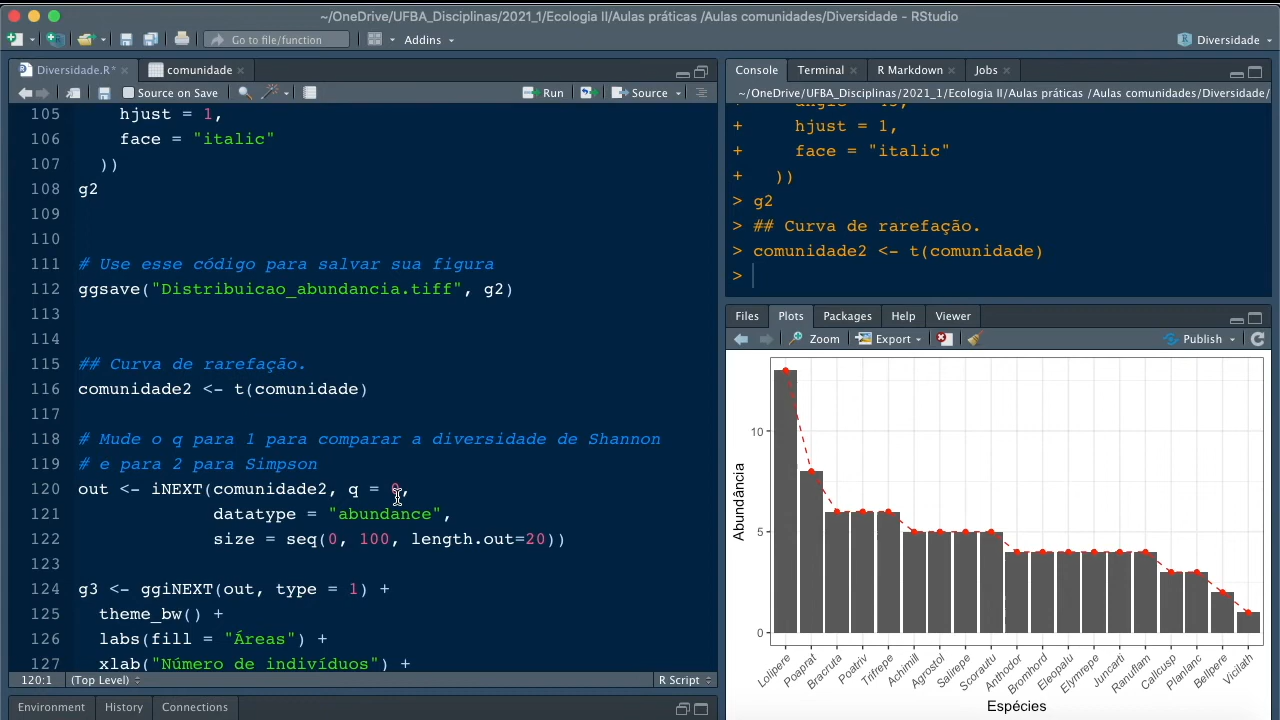 ~/OneDrive/UFBA_Disciplinas/2021_1/Ecologia II/Aulas práticas /Aulas comunidades/Diversidade - RStudio
Go to file/function
Addins
Diversidade
Diversidade.R*
comunidade
Source on Save
Run
Source
105 hjust = 1,
106 face = "italic"
107 ))
108 g2
109
110
111 # Use esse código para salvar sua figura
112 ggsave("Distribuicao_abundancia.tiff", g2)
113
114
115 ## Curva de rarefação.
116 comunidade2 <- t(comunidade)
117
118 # Mude o q para 1 para comparar a diversidade de Shannon
119 # e para 2 para Simpson
120 out <- iNEXT(comunidade2, q = 0,
121 datatype = "abundance",
122 size = seq(0, 100, length.out=20))
123
124 g3 <- ggiNEXT(out, type = 1) +
125 theme_bw() +
126 labs(fill = "Áreas") +
127 xlab("Número de indivíduos") +
120:1 (Top Level) R Script
Environment History Connections
Console Terminal R Markdown Jobs
~/OneDrive/UFBA_Disciplinas/2021_1/Ecologia II/Aulas práticas /Aulas comunidades/Diversidade/
+ hjust = 1,
+ face = "italic"
+ ))
> g2
> ## Curva de rarefação.
> comunidade2 <- t(comunidade)
>
Files Plots Packages Help Viewer
Zoom Export Publish
Abundância
10
5
0
Lolipere Poaprat Bracruta Poatriv Trifrepe Achimill Agrostol Salirepe Scorautu Anthodor Bromhord Eleopalu Elymrepe Juncarti Ranuflam Callcusp Planlanc Bellpere Vicilath
Espécies